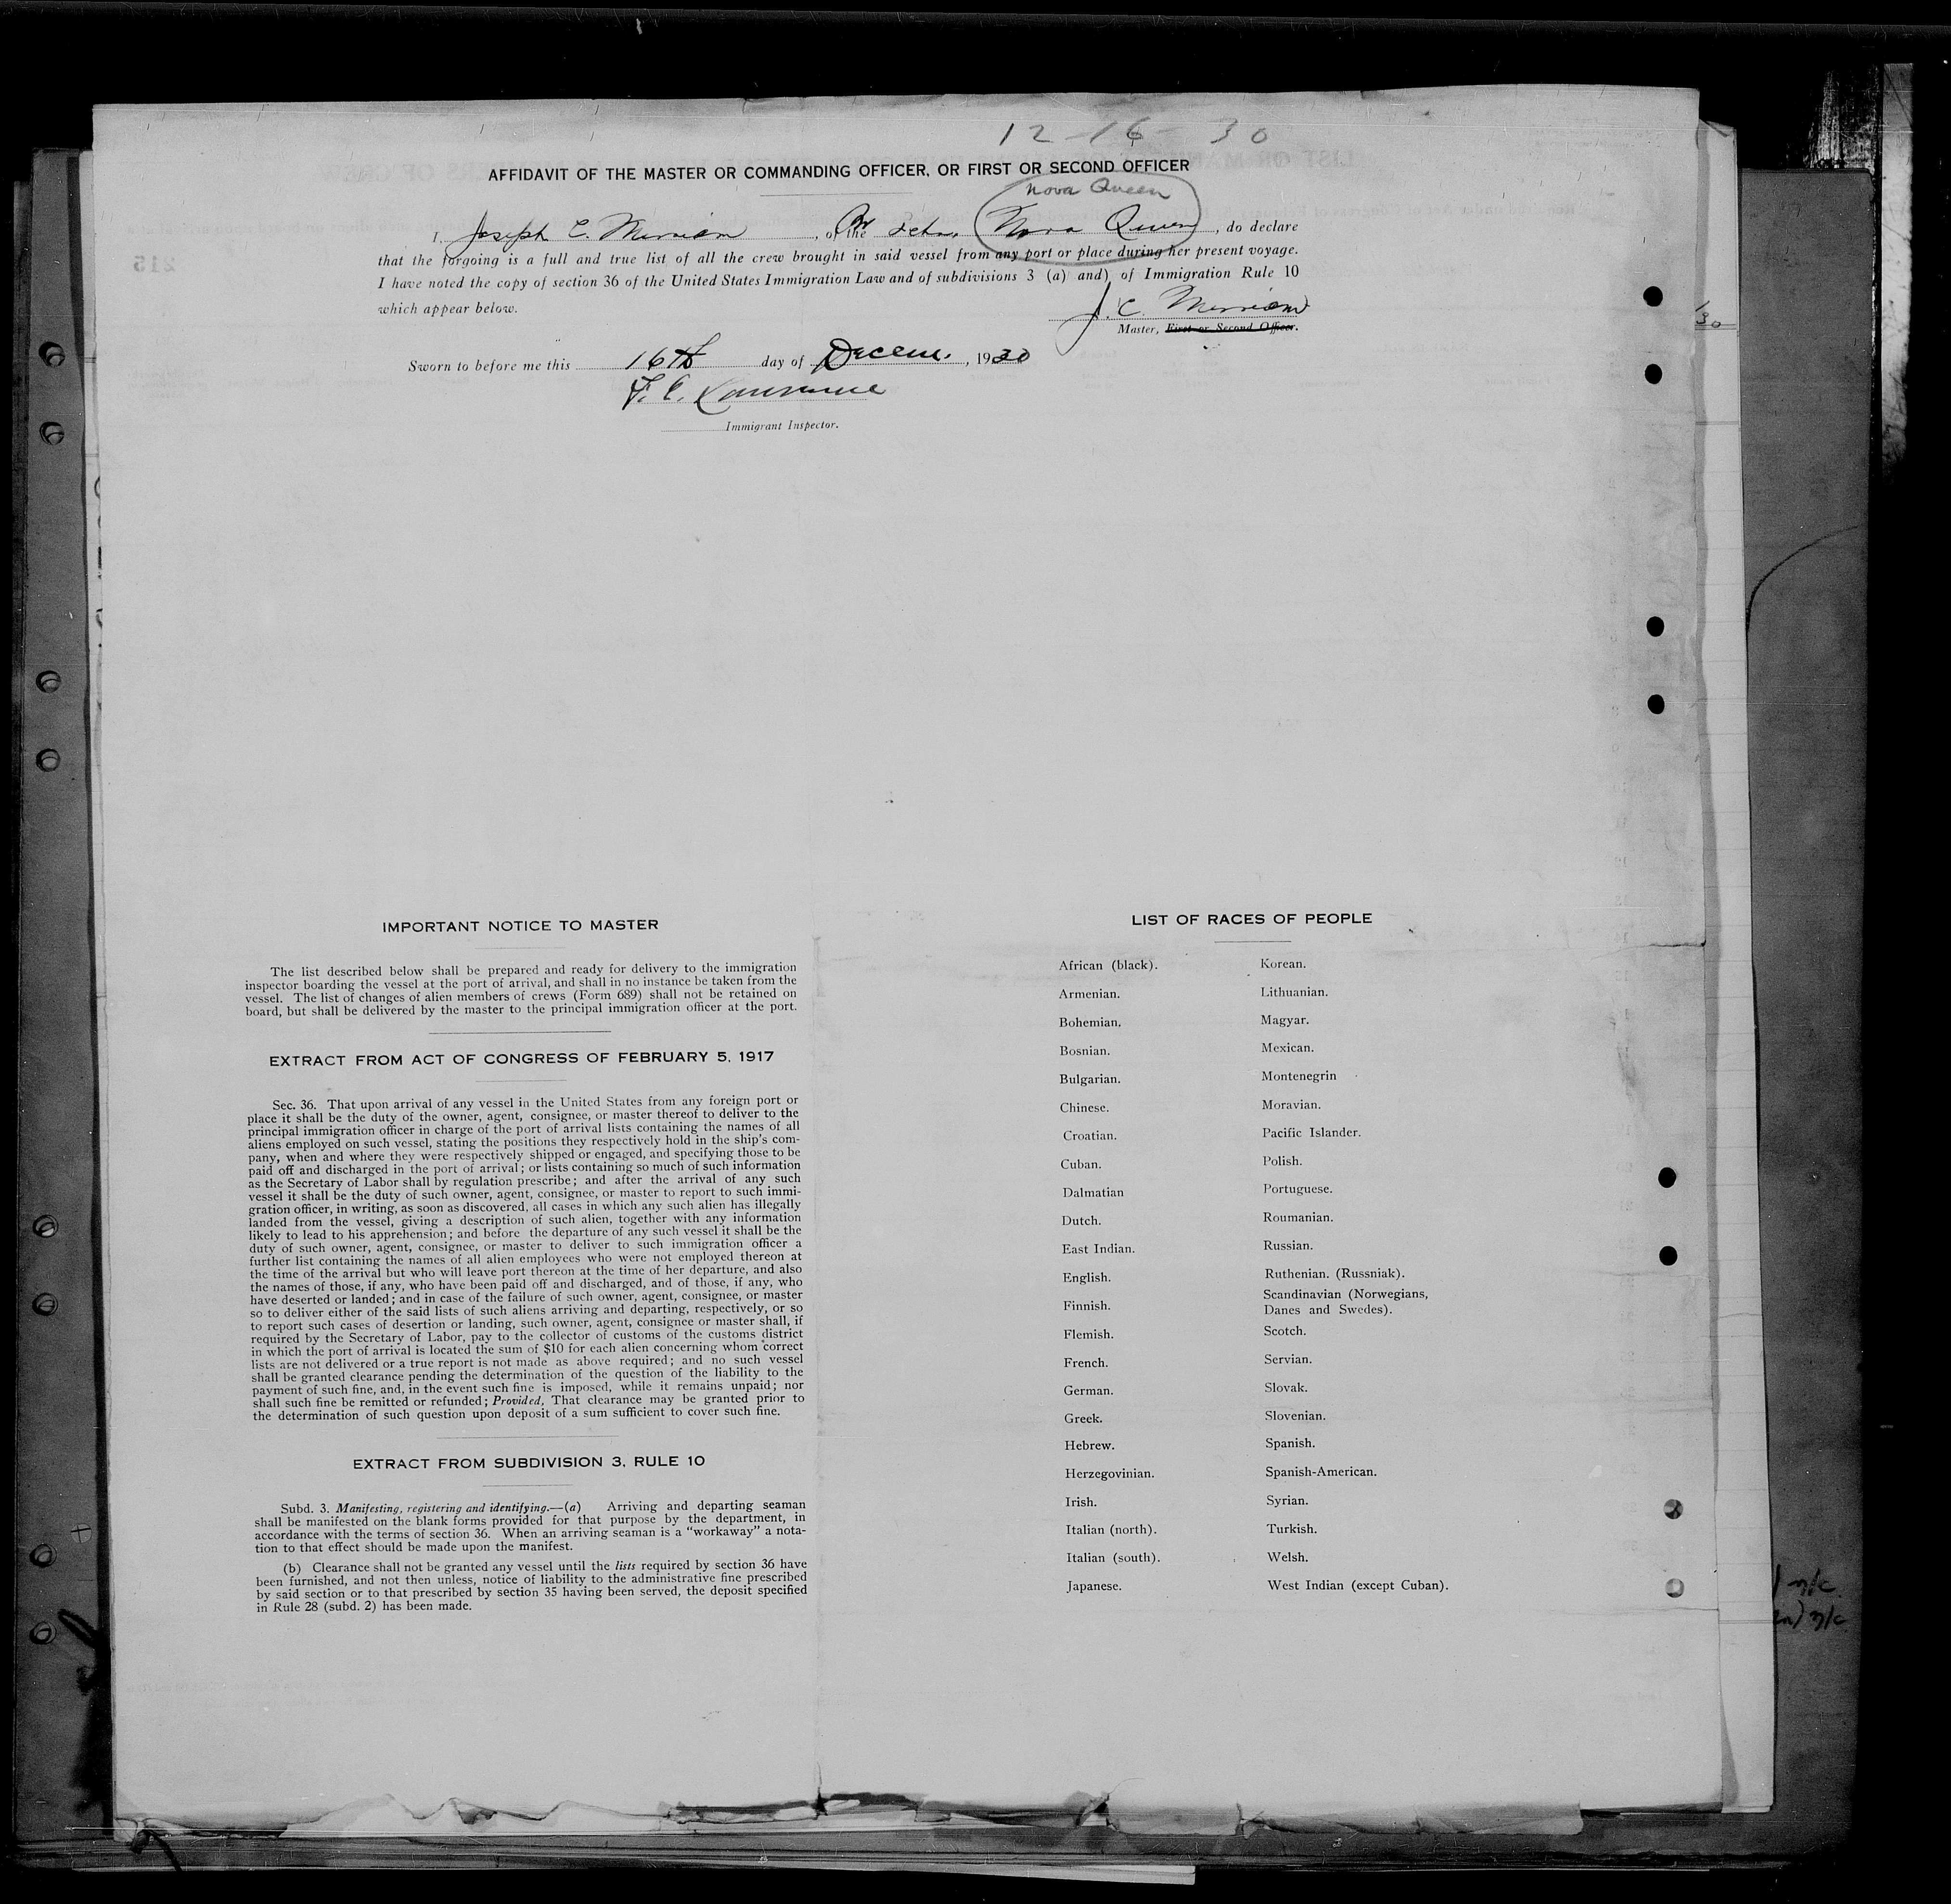 12-16-30
AFFIDAVIT OF THE MASTER OR COMMANDING OFFICER, OR FIRST OR SECOND OFFICER
Nova Queen
I, Joseph C. Merriam, of the Br Schr. Nova Queen, do declare
that the forgoing is a full and true list of all the crew brought in said vessel from any port or place during her present voyage.
I have noted the copy of section 36 of the United States Immigration Law and of subdivisions 3 (a) and) of Immigration Rule 10
which appear below.
J. C. Merriam
Master, First or Second Officer.
Sworn to before me this 16th day of Decem., 1930
F. C.
Immigrant Inspector.
IMPORTANT NOTICE TO MASTER
The list described below shall be prepared and ready for delivery to the immigration
inspector boarding the vessel at the port of arrival, and shall in no instance be taken from the
vessel. The list of changes of alien members of crews (Form 689) shall not be retained on
board, but shall be delivered by the master to the principal immigration officer at the port.
EXTRACT FROM ACT OF CONGRESS OF FEBRUARY 5, 1917
Sec. 36. That upon arrival of any vessel in the United States from any foreign port or
place it shall be the duty of the owner, agent, consignee, or master thereof to deliver to the
principal immigration officer in charge of the port of arrival lists containing the names of all
aliens employed on such vessel, stating the positions they respectively hold in the ship's com-
pany, when and where they were respectively shipped or engaged, and specifying those to be
paid off and discharged in the port of arrival; or lists containing so much of such information
as the Secretary of Labor shall by regulation prescribe; and after the arrival of any such
vessel it shall be the duty of such owner, agent, consignee, or master to report to such immi-
gration officer, in writing, as soon as discovered, all cases in which any such alien has illegally
landed from the vessel, giving a description of such alien, together with any information
likely to lead to his apprehension; and before the departure of any such vessel it shall be the
duty of such owner, agent, consignee, or master to deliver to such immigration officer a
further list containing the names of all alien employees who were not employed thereon at
the time of the arrival but who will leave port thereon at the time of her departure, and also
the names of those, if any, who have been paid off and discharged, and of those, if any, who
have deserted or landed; and in case of the failure of such owner, agent, consignee, or master
so to deliver either of the said lists of such aliens arriving and departing, respectively, or so
to report such cases of desertion or landing, such owner, agent, consignee or master shall, if
required by the Secretary of Labor, pay to the collector of customs of the customs district
in which the port of arrival is located the sum of $10 for each alien concerning whom correct
lists are not delivered or a true report is not made as above required; and no such vessel
shall be granted clearance pending the determination of the question of the liability to the
payment of such fine, and, in the event such fine is imposed, while it remains unpaid; nor
shall such fine be remitted or refunded; Provided, That clearance may be granted prior to
the determination of such question upon deposit of a sum sufficient to cover such fine.
EXTRACT FROM SUBDIVISION 3, RULE 10
Subd. 3. Manifesting, registering and identifying.—(a) Arriving and departing seaman
shall be manifested on the blank forms provided for that purpose by the department, in
accordance with the terms of section 36. When an arriving seaman is a "workaway" a nota-
tion to that effect should be made upon the manifest.
(b) Clearance shall not be granted any vessel until the lists required by section 36 have
been furnished, and not then unless, notice of liability to the administrative fine prescribed
by said section or to that prescribed by section 35 having been served, the deposit specified
in Rule 28 (subd. 2) has been made.
LIST OF RACES OF PEOPLE
African (black).
Armenian.
Bohemian.
Bosnian.
Bulgarian.
Chinese.
Croatian.
Cuban.
Dalmatian
Dutch.
East Indian.
English.
Finnish.
Flemish.
French.
German.
Greek.
Hebrew.
Herzegovinian.
Irish.
Italian (north).
Italian (south).
Japanese.
Korean.
Lithuanian.
Magyar.
Mexican.
Montenegrin
Moravian.
Pacific Islander.
Polish.
Portuguese.
Roumanian.
Russian.
Ruthenian. (Russniak).
Scandinavian (Norwegians,
Danes and Swedes).
Scotch.
Servian.
Slovak.
Slovenian.
Spanish.
Spanish-American.
Syrian.
Turkish.
Welsh.
West Indian (except Cuban).